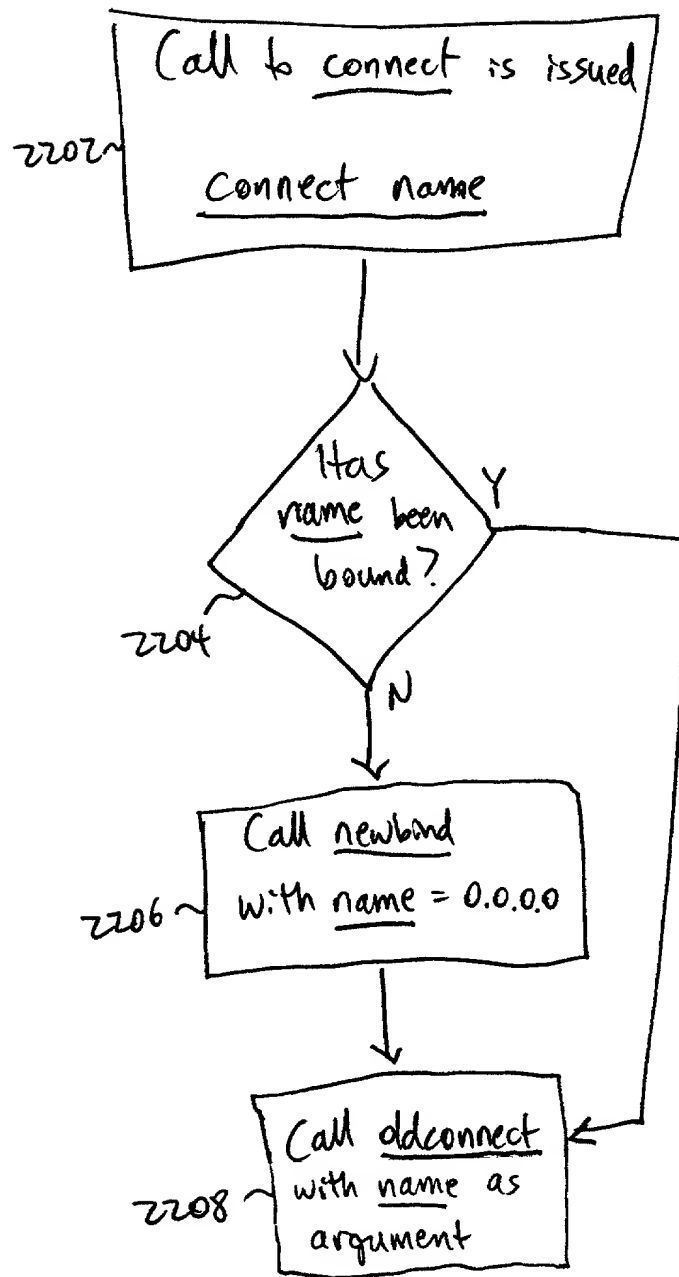 Call to connect is issued
2202
connect name
Has
name been
bound?
Y
2204
N
Call newbind
with name = 0.0.0.0
2206
Call oldconnect
with name as
argument
2208